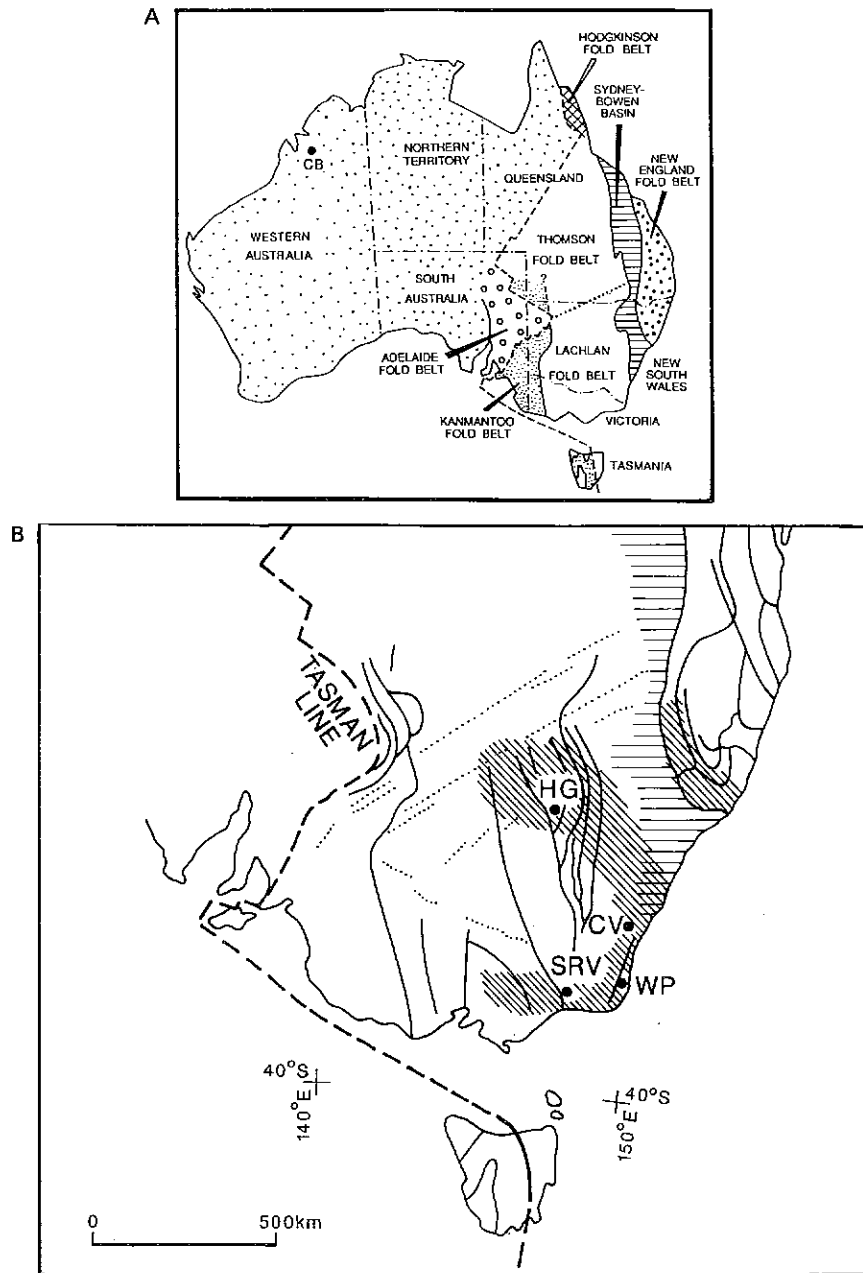 A
HODGKINSON
FOLD BELT
SYDNEY-
BOWEN
BASIN
NEW
ENGLAND
FOLD BELT
CB
NORTHERN
TERRITORY
QUEENSLAND
WESTERN
AUSTRALIA
THOMSON
FOLD BELT
?
SOUTH
AUSTRALIA
ADELAIDE
FOLD BELT
LACHLAN
FOLD BELT
NEW
SOUTH
WALES
KANMANTOO
FOLD BELT
VICTORIA
TASMANIA
B
TASMAN
LINE
HG
CV
SRV
WP
40°S
140°E
40°S
150°E
0 500km